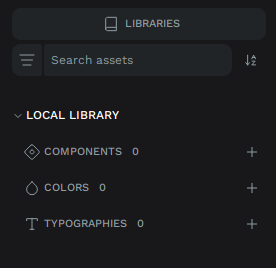 LIBRARIES
Search assets
LOCAL LIBRARY
COMPONENTS 0
COLORS 0
TYPOGRAPHIES 0